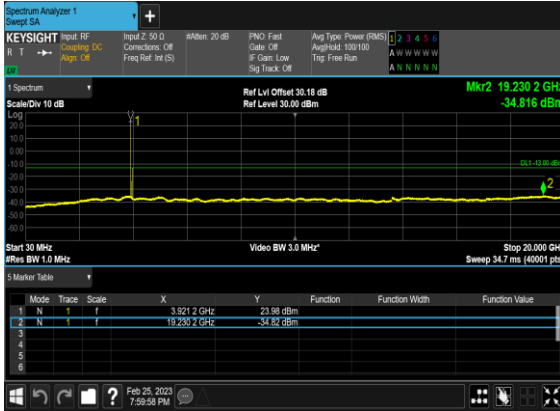 Spectrum Analyzer 1
Swept SA
+
KEYSIGHT Input: RF Input Z: 50 Ω #Atten: 20 dB PNO: Fast Avg Type: Power (RMS) 1 2 3 4 5 6
R T Coupling: DC Corrections: Off Gate: Off Avg|Hold: 100/100 A W W W W W
Align: Off Freq Ref: Int (S) IF Gain: Low Trig: Free Run
Sig Track: Off A N N N N N
1 Spectrum Ref Lvl Offset 30.18 dB Mkr2 19.230 2 GHz
Scale/Div 10 dB Ref Level 30.00 dBm -34.816 dBm
Log
20.0
10.0
0.00
-10.0
-20.0
-30.0
-40.0
-50.0
-60.0
1
DL1 -13.00 dBm
2
Start 30 MHz Video BW 3.0 MHz* Stop 20.000 GH
#Res BW 1.0 MHz Sweep 34.7 ms (40001 pts
5 Marker Table
Mode Trace Scale X Y Function Function Width Function Value
1 N 1 f 3.921 2 GHz 23.98 dBm
2 N 1 f 19.230 2 GHz -34.82 dBm
3
4
5
6
? Feb 25, 2023
7:59:58 PM